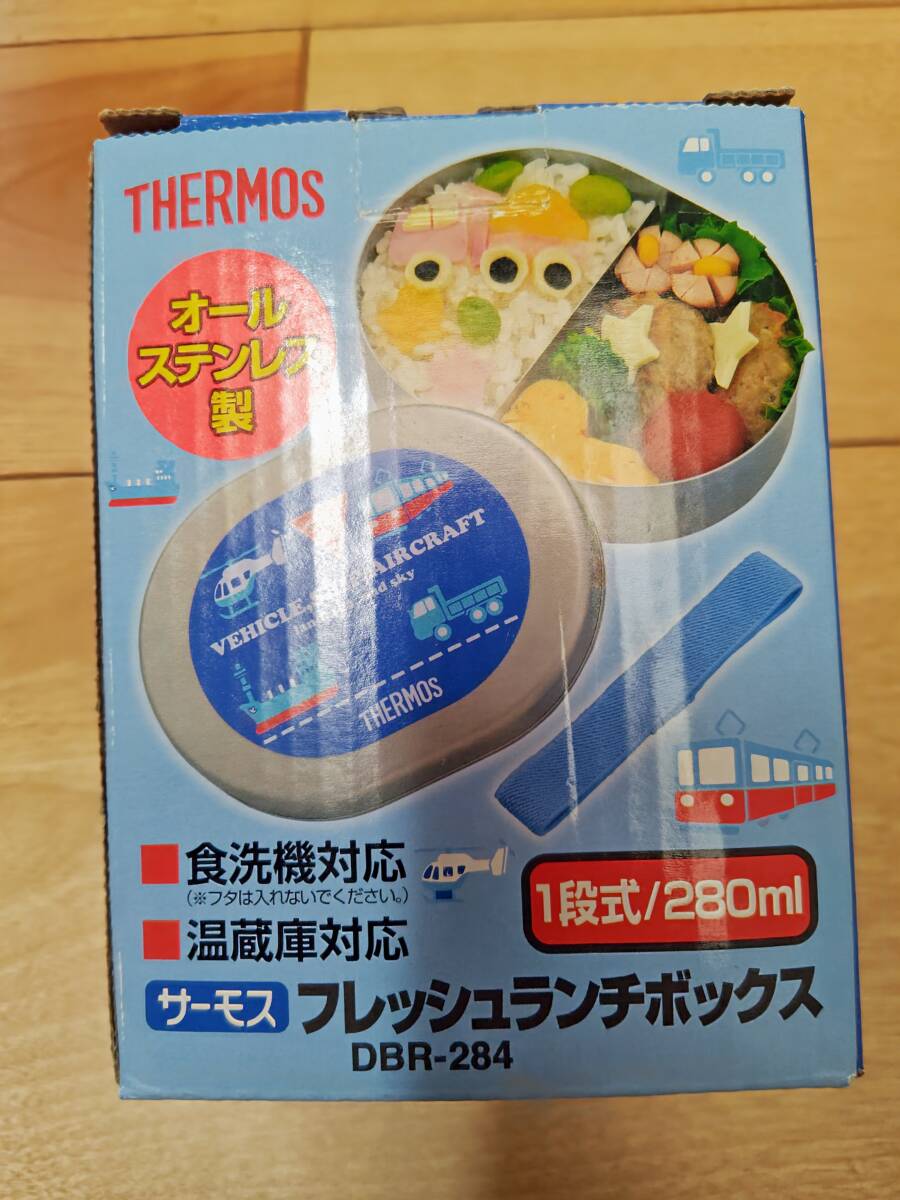 THERMOS
オール
ステンレス
製
AIRCRAFT
VEHICLE
sky
THERMOS
食洗機対応
(※フタは入れないでください。)
温蔵庫対応
1段式/280ml
サーモス フレッシュランチボックス
DBR-284